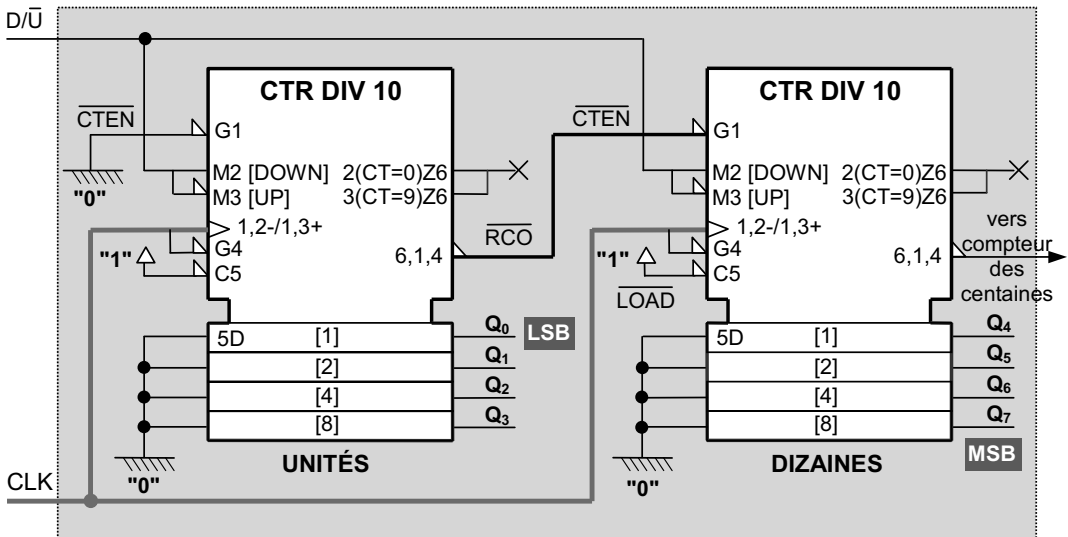 D/U̅
CTR DIV 10
C̅T̅E̅N̅
G1
"0"
M2 [DOWN] 2(CT=0)Z6
M3 [UP] 3(CT=9)Z6
1,2-/1,3+
G4
"1"
C5
6,1,4
R̅C̅O̅
5D [1]
[2]
[4]
[8]
Q0 LSB
Q1
Q2
Q3
"0"
UNITÉS
CTR DIV 10
C̅T̅E̅N̅
G1
M2 [DOWN] 2(CT=0)Z6
M3 [UP] 3(CT=9)Z6
1,2-/1,3+
G4
"1"
C5
L̅O̅A̅D̅
6,1,4
vers
compteur
des
centaines
5D [1]
[2]
[4]
[8]
Q4
Q5
Q6
Q7
MSB
"0"
DIZAINES
CLK